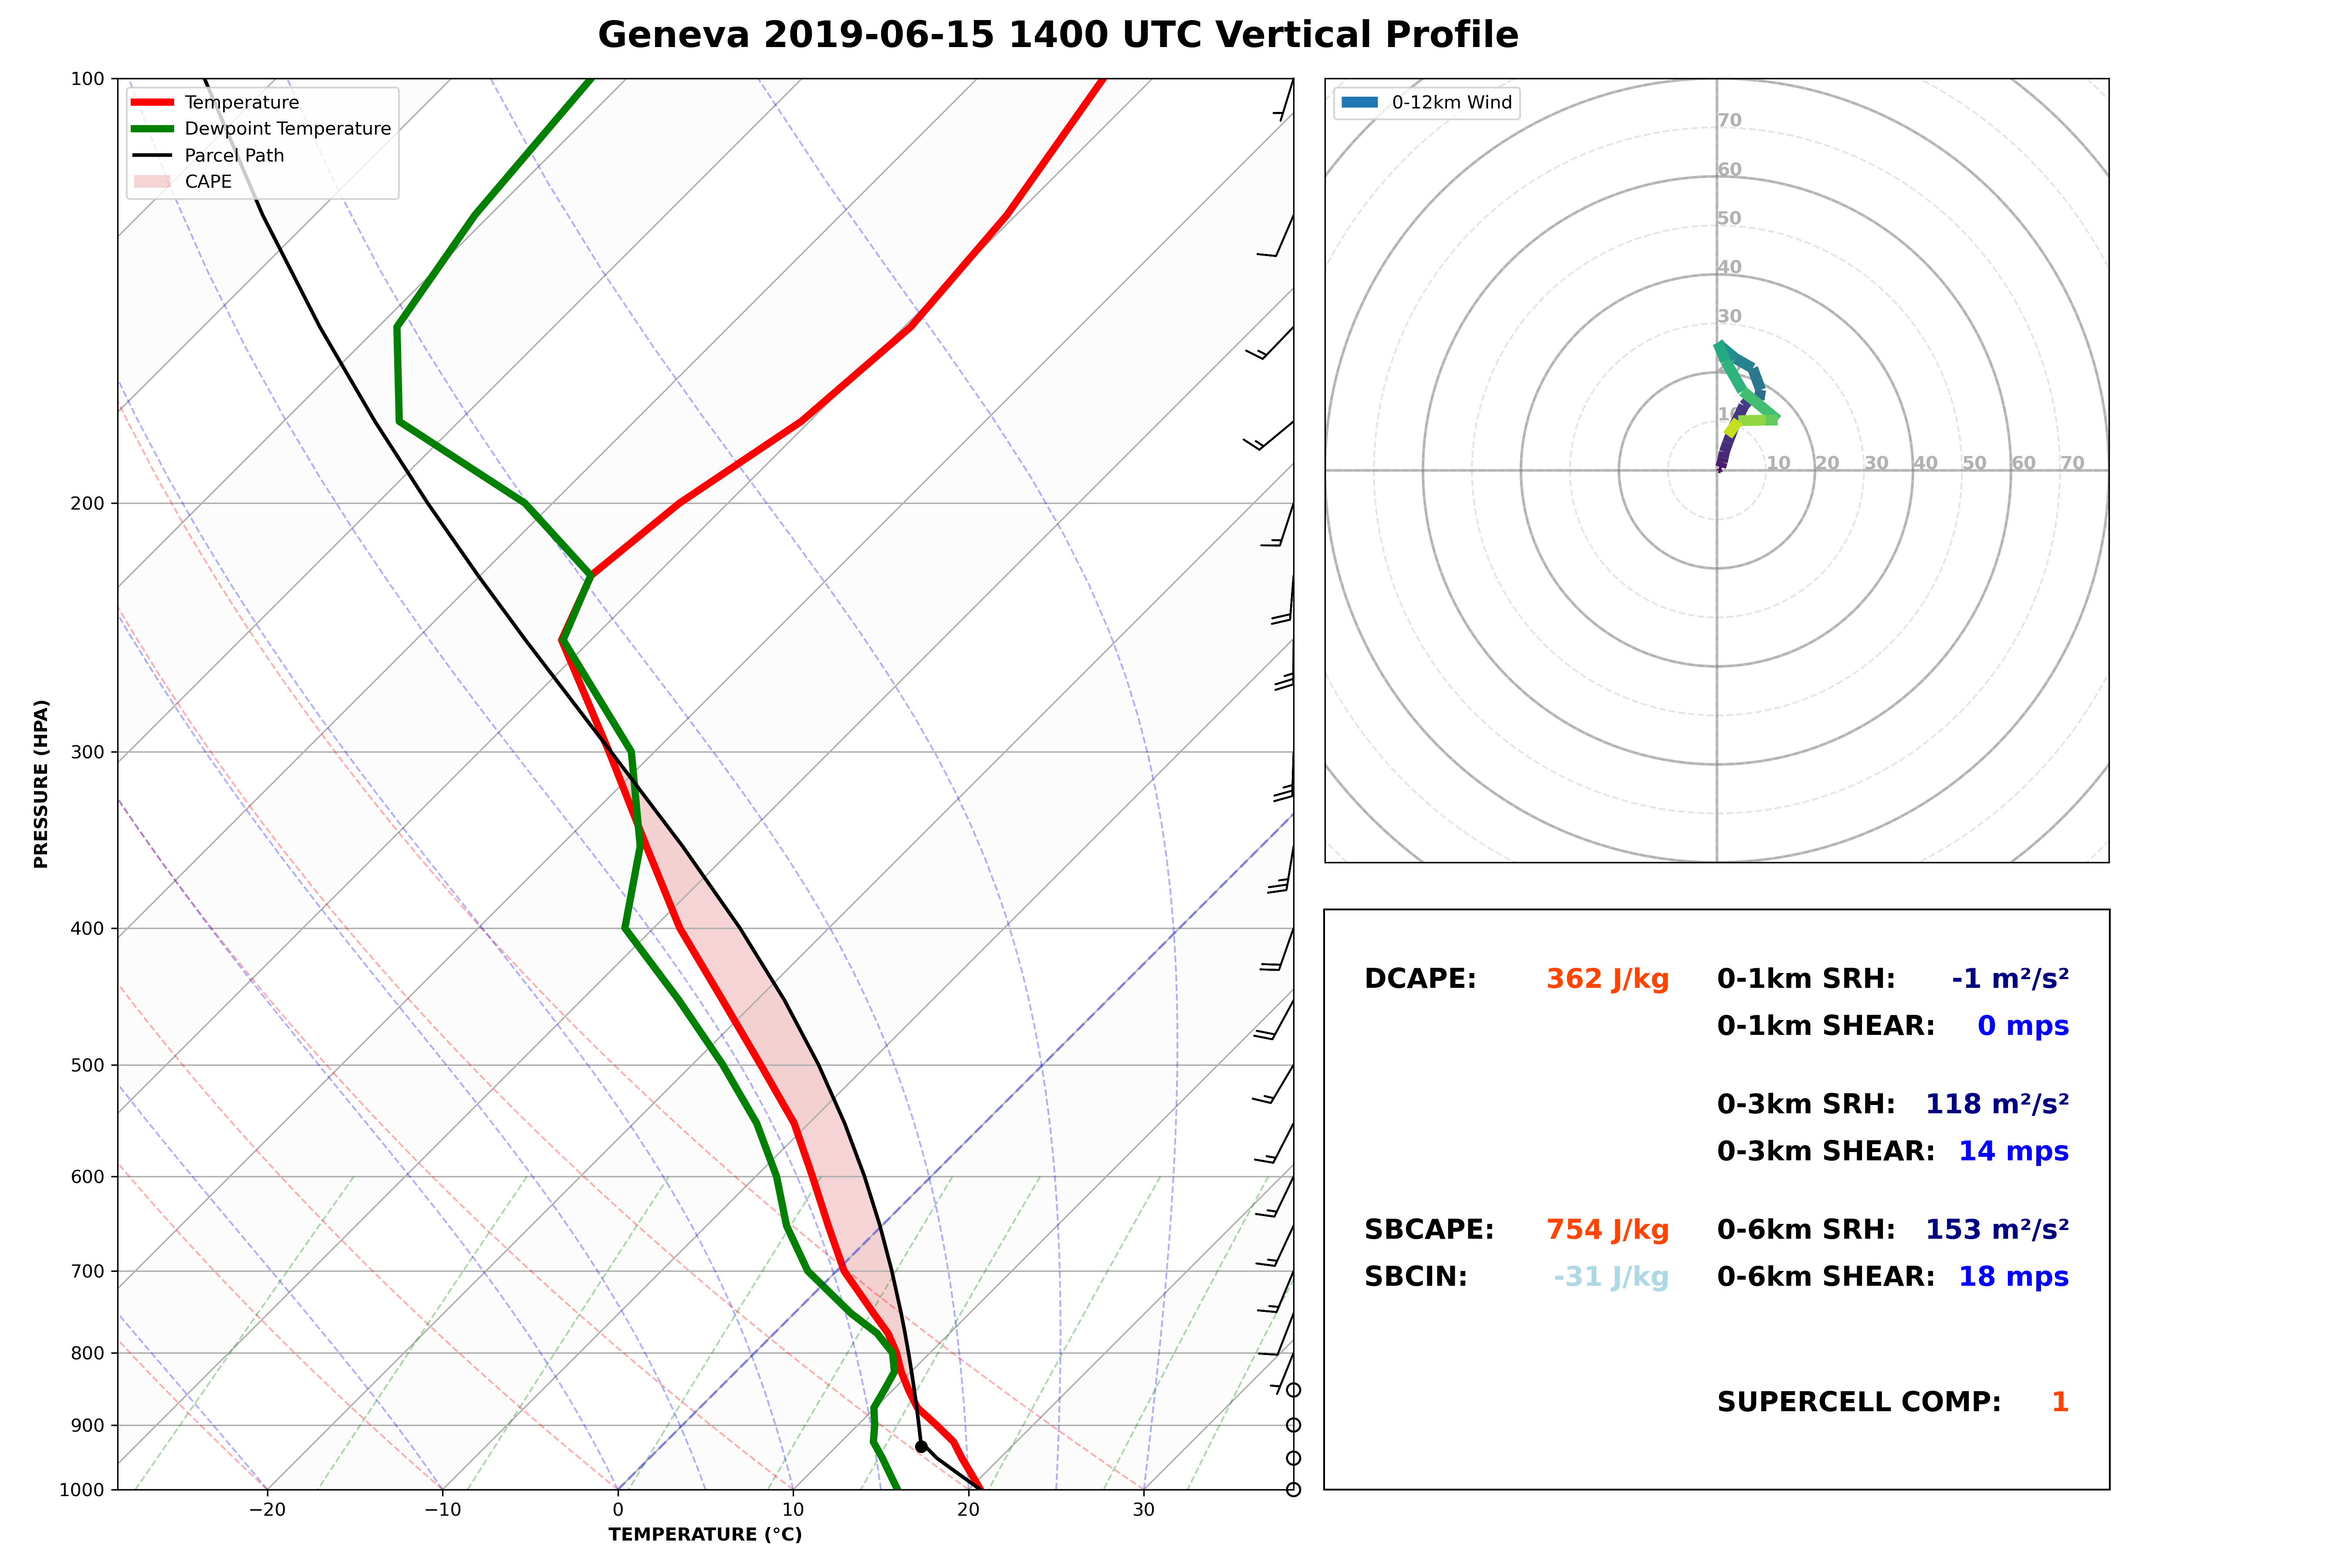 Geneva 2019-06-15 1400 UTC Vertical Profile
Temperature
Dewpoint Temperature
Parcel Path
CAPE
PRESSURE (HPA)
100
200
300
400
500
600
700
800
900
1000
−20
−10
0
10
20
30
TEMPERATURE (°C)
0-12km Wind
70
60
50
40
30
10
10
20
30
40
50
60
70
DCAPE: 362 J/kg 0-1km SRH: -1 m²/s²
0-1km SHEAR: 0 mps
0-3km SRH: 118 m²/s²
0-3km SHEAR: 14 mps
SBCAPE: 754 J/kg 0-6km SRH: 153 m²/s²
SBCIN: -31 J/kg 0-6km SHEAR: 18 mps
SUPERCELL COMP: 1